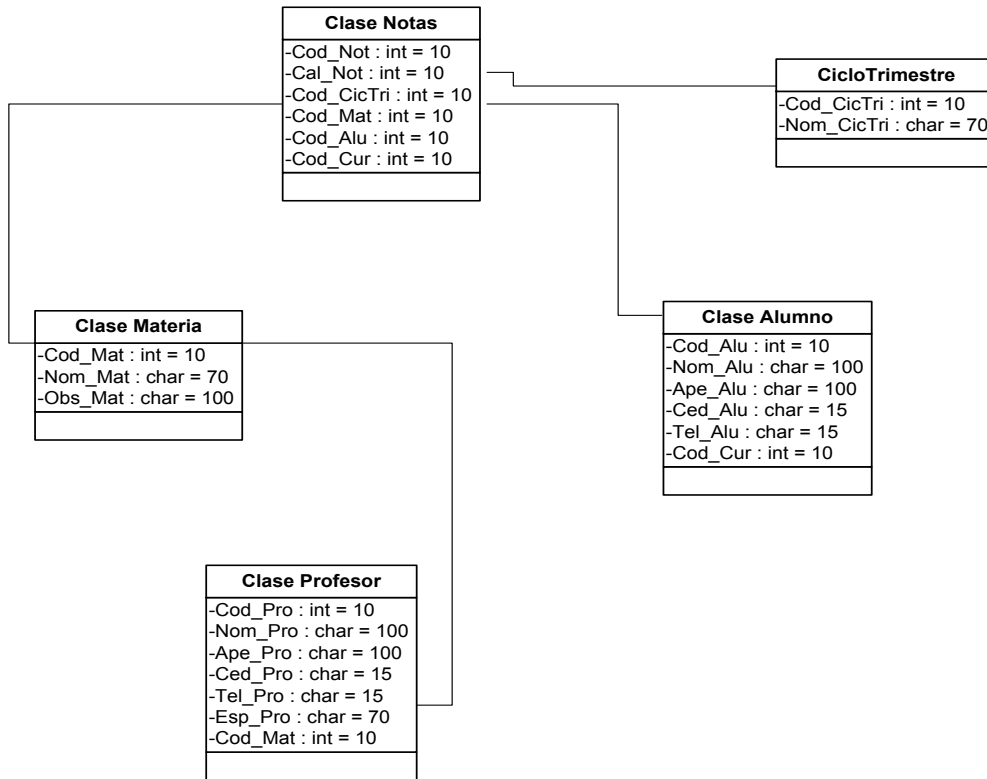 Clase Notas
-Cod_Not : int = 10
-Cal_Not : int = 10
-Cod_CicTri : int = 10
-Cod_Mat : int = 10
-Cod_Alu : int = 10
-Cod_Cur : int = 10
CicloTrimestre
-Cod_CicTri : int = 10
-Nom_CicTri : char = 70
Clase Materia
-Cod_Mat : int = 10
-Nom_Mat : char = 70
-Obs_Mat : char = 100
Clase Alumno
-Cod_Alu : int = 10
-Nom_Alu : char = 100
-Ape_Alu : char = 100
-Ced_Alu : char = 15
-Tel_Alu : char = 15
-Cod_Cur : int = 10
Clase Profesor
-Cod_Pro : int = 10
-Nom_Pro : char = 100
-Ape_Pro : char = 100
-Ced_Pro : char = 15
-Tel_Pro : char = 15
-Esp_Pro : char = 70
-Cod_Mat : int = 10